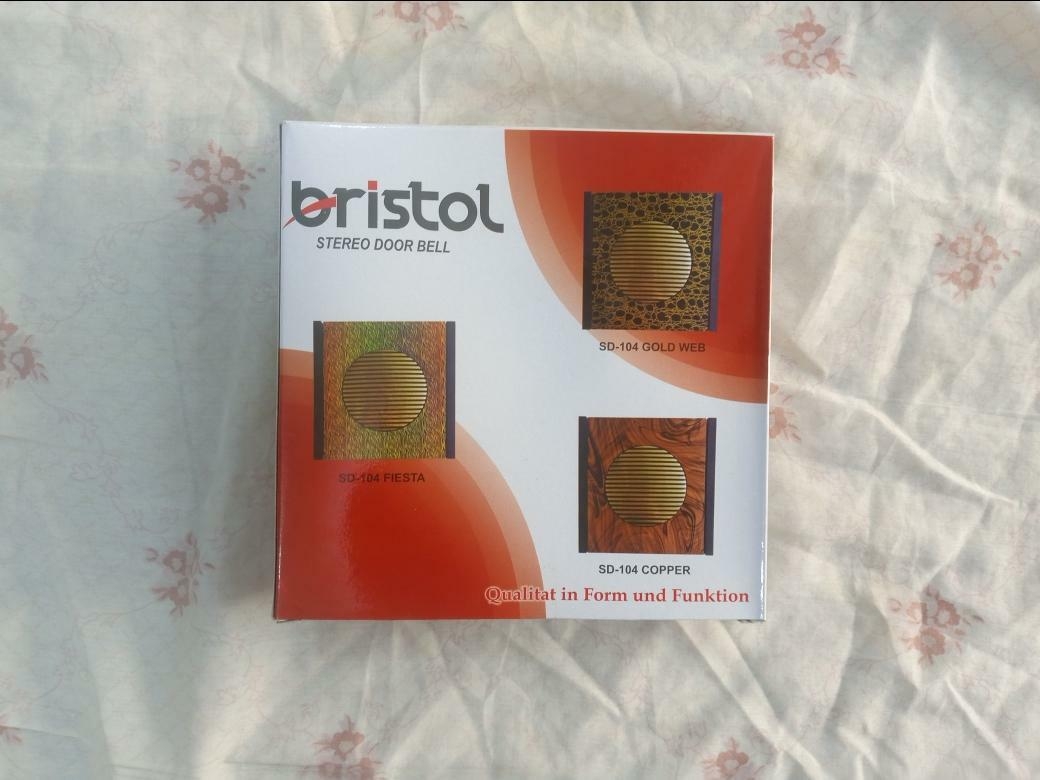 bristol
STEREO DOOR BELL
SD-104 GOLD WEB
SD-104 FIESTA
SD-104 COPPER
Qualitat in Form und Funktion